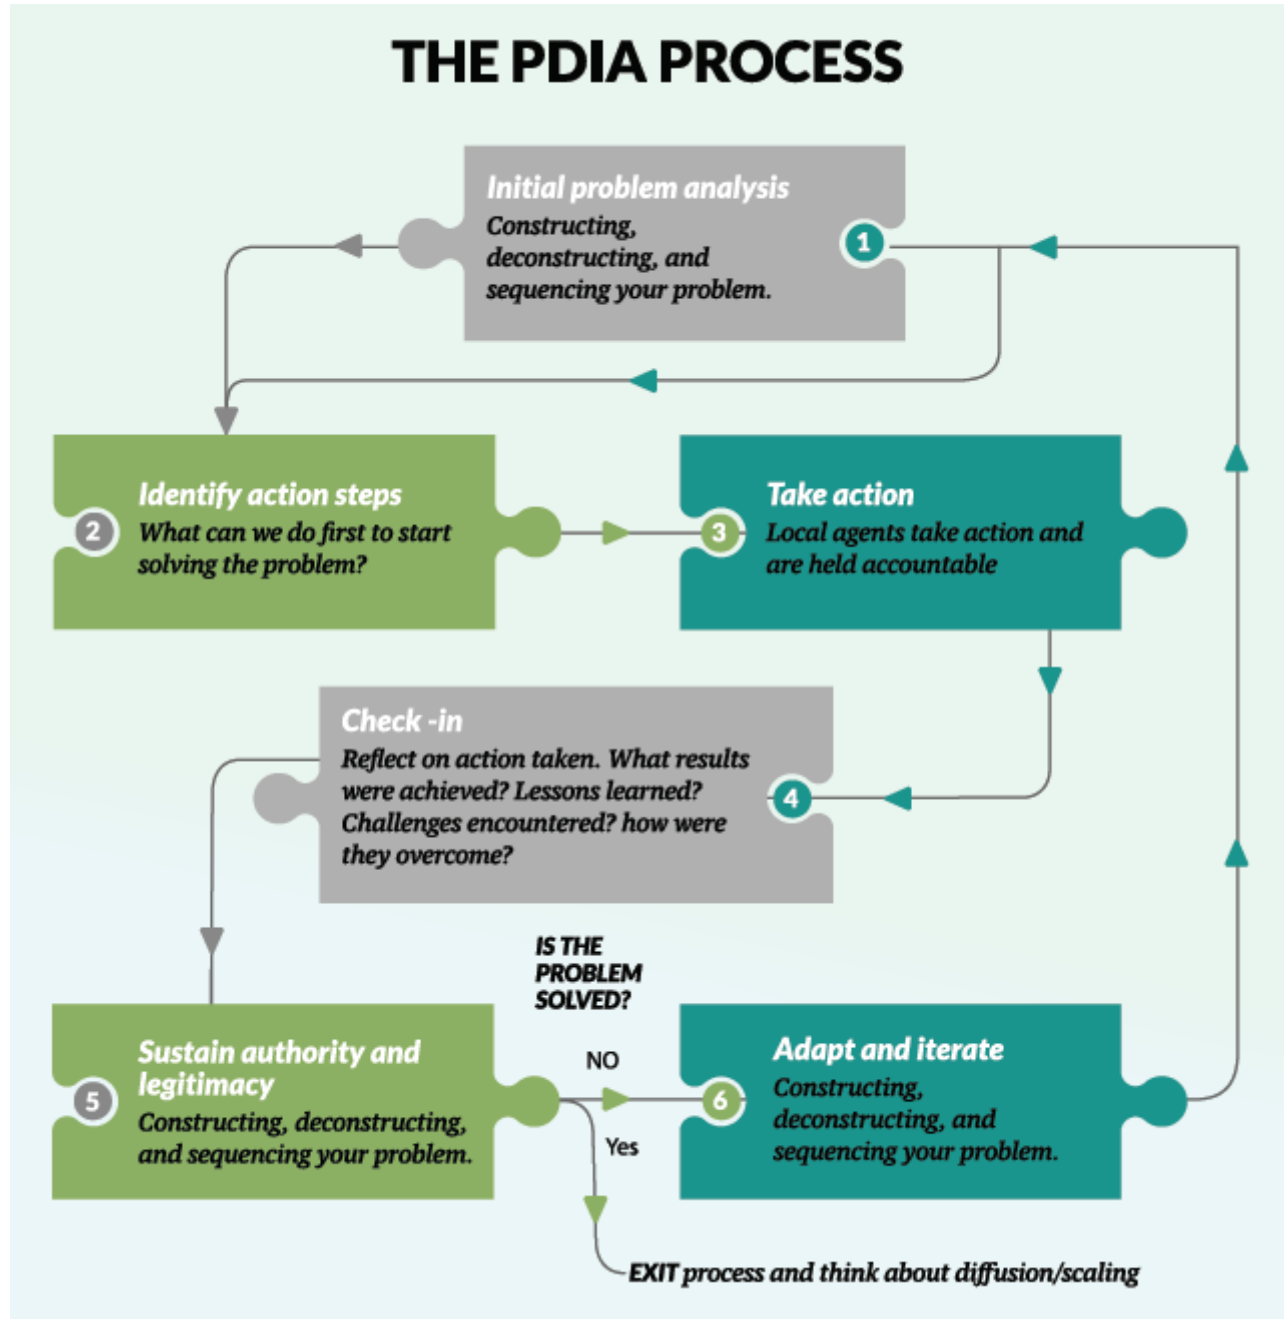 THE PDIA PROCESS
Initial problem analysis
Constructing,
deconstructing, and
sequencing your problem.
1
Identify action steps
What can we do first to start
solving the problem?
2
Take action
Local agents take action and
are held accountable
3
Check -in
Reflect on action taken. What results
were achieved? Lessons learned?
Challenges encountered? how were
they overcome?
4
Sustain authority and
legitimacy
Constructing, deconstructing,
and sequencing your problem.
5
IS THE
PROBLEM
SOLVED?
NO
Yes
Adapt and iterate
Constructing,
deconstructing, and
sequencing your problem.
6
EXIT process and think about diffusion/scaling